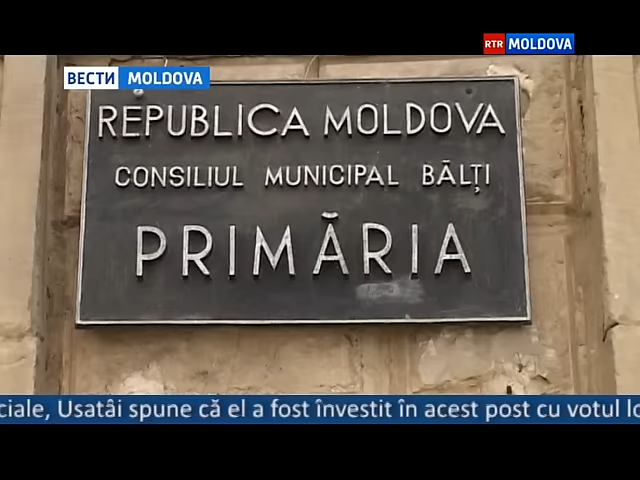 RTR MOLDOVA
ВЕСТИ MOLDOVA
REPUBLICA MOLDOVA
CONSILIUL MUNICIPAL BĂLȚI
PRIMĂRIA
ciale, Usatâi spune că el a fost învestit în acest post cu votul lo